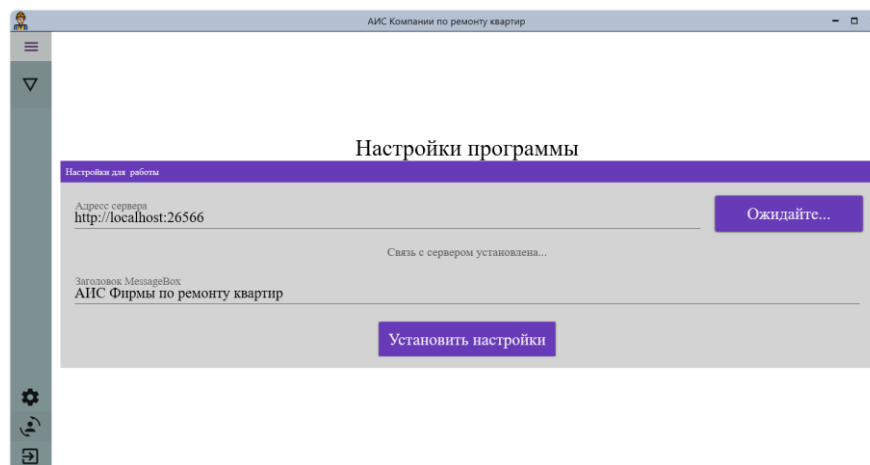 АИС Компании по ремонту квартир
Настройки программы
Настройки для работы
Адресс сервера
http://localhost:26566
Ожидайте...
Связь с сервером установлена...
Заголовок MessageBox
АИС Фирмы по ремонту квартир
Установить настройки